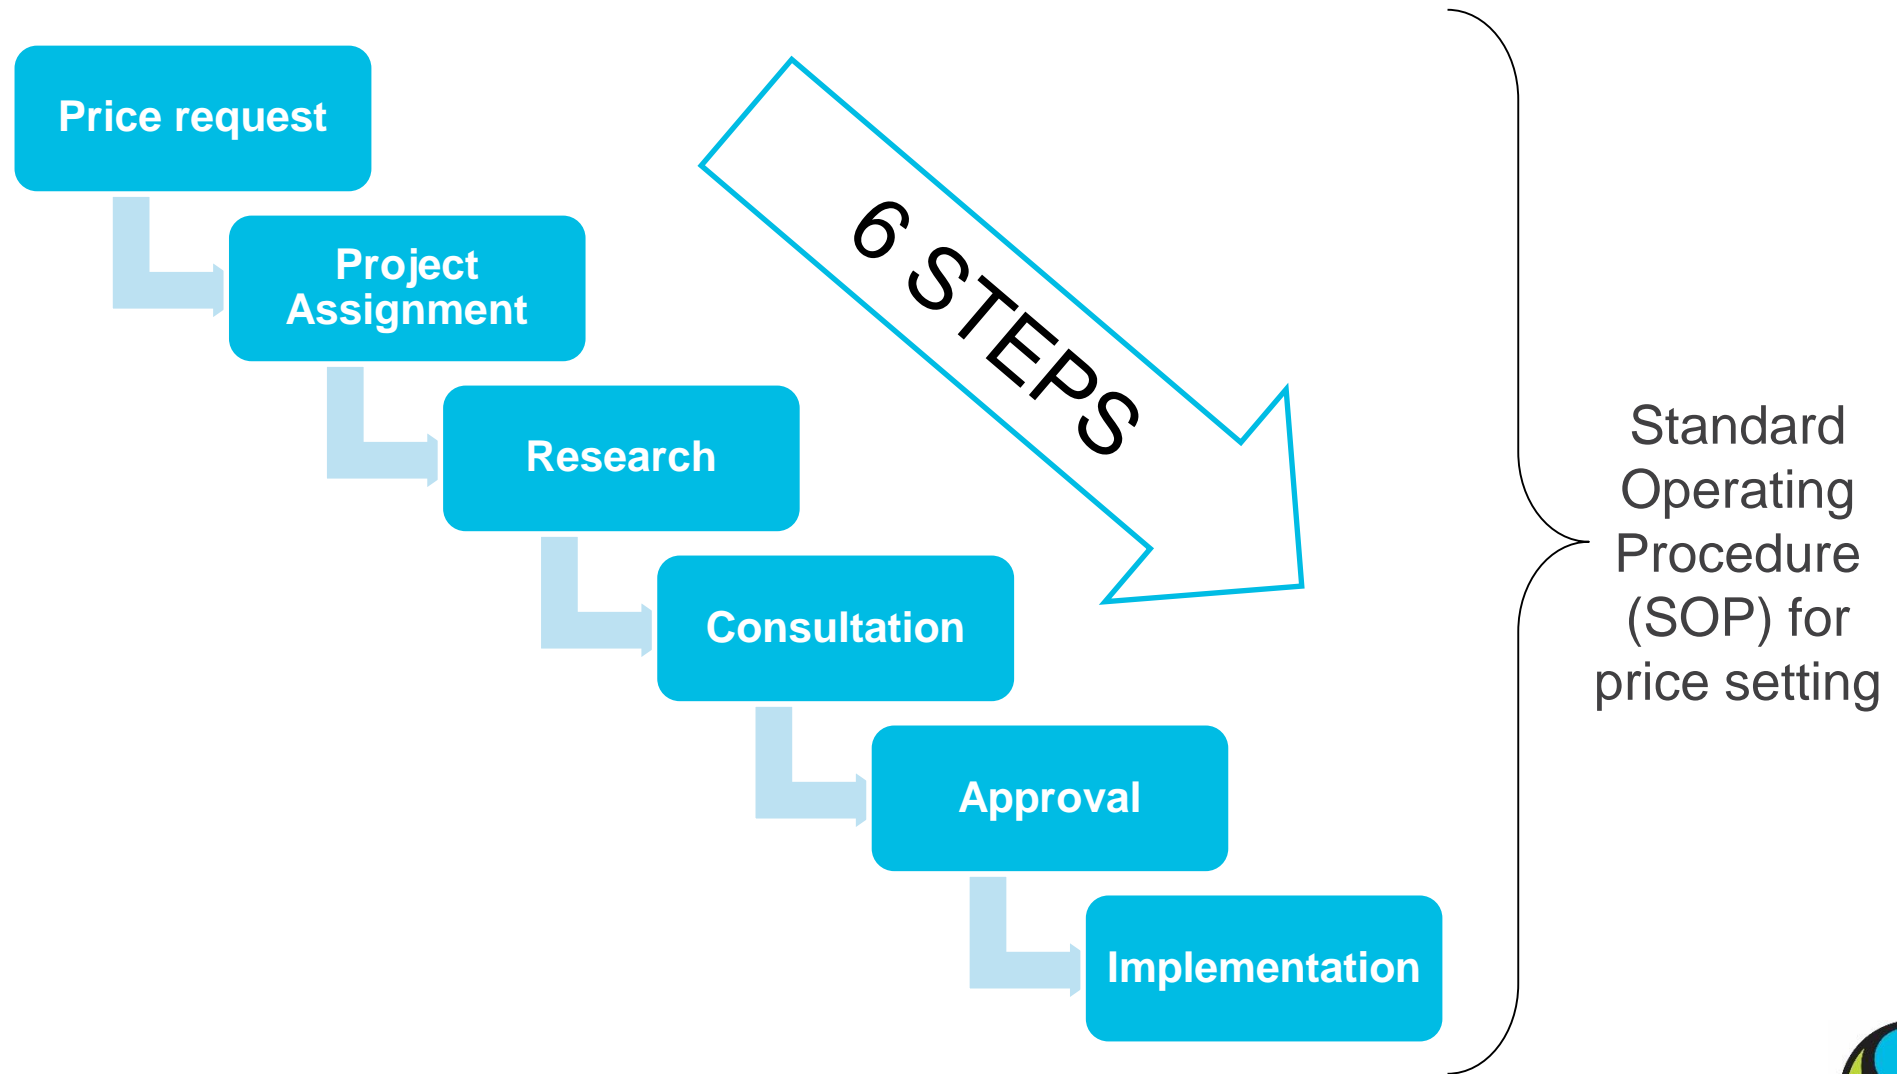 Price request
Project
Assignment
Research
Consultation
Approval
Implementation
6 STEPS
Standard
Operating
Procedure
(SOP) for
price setting